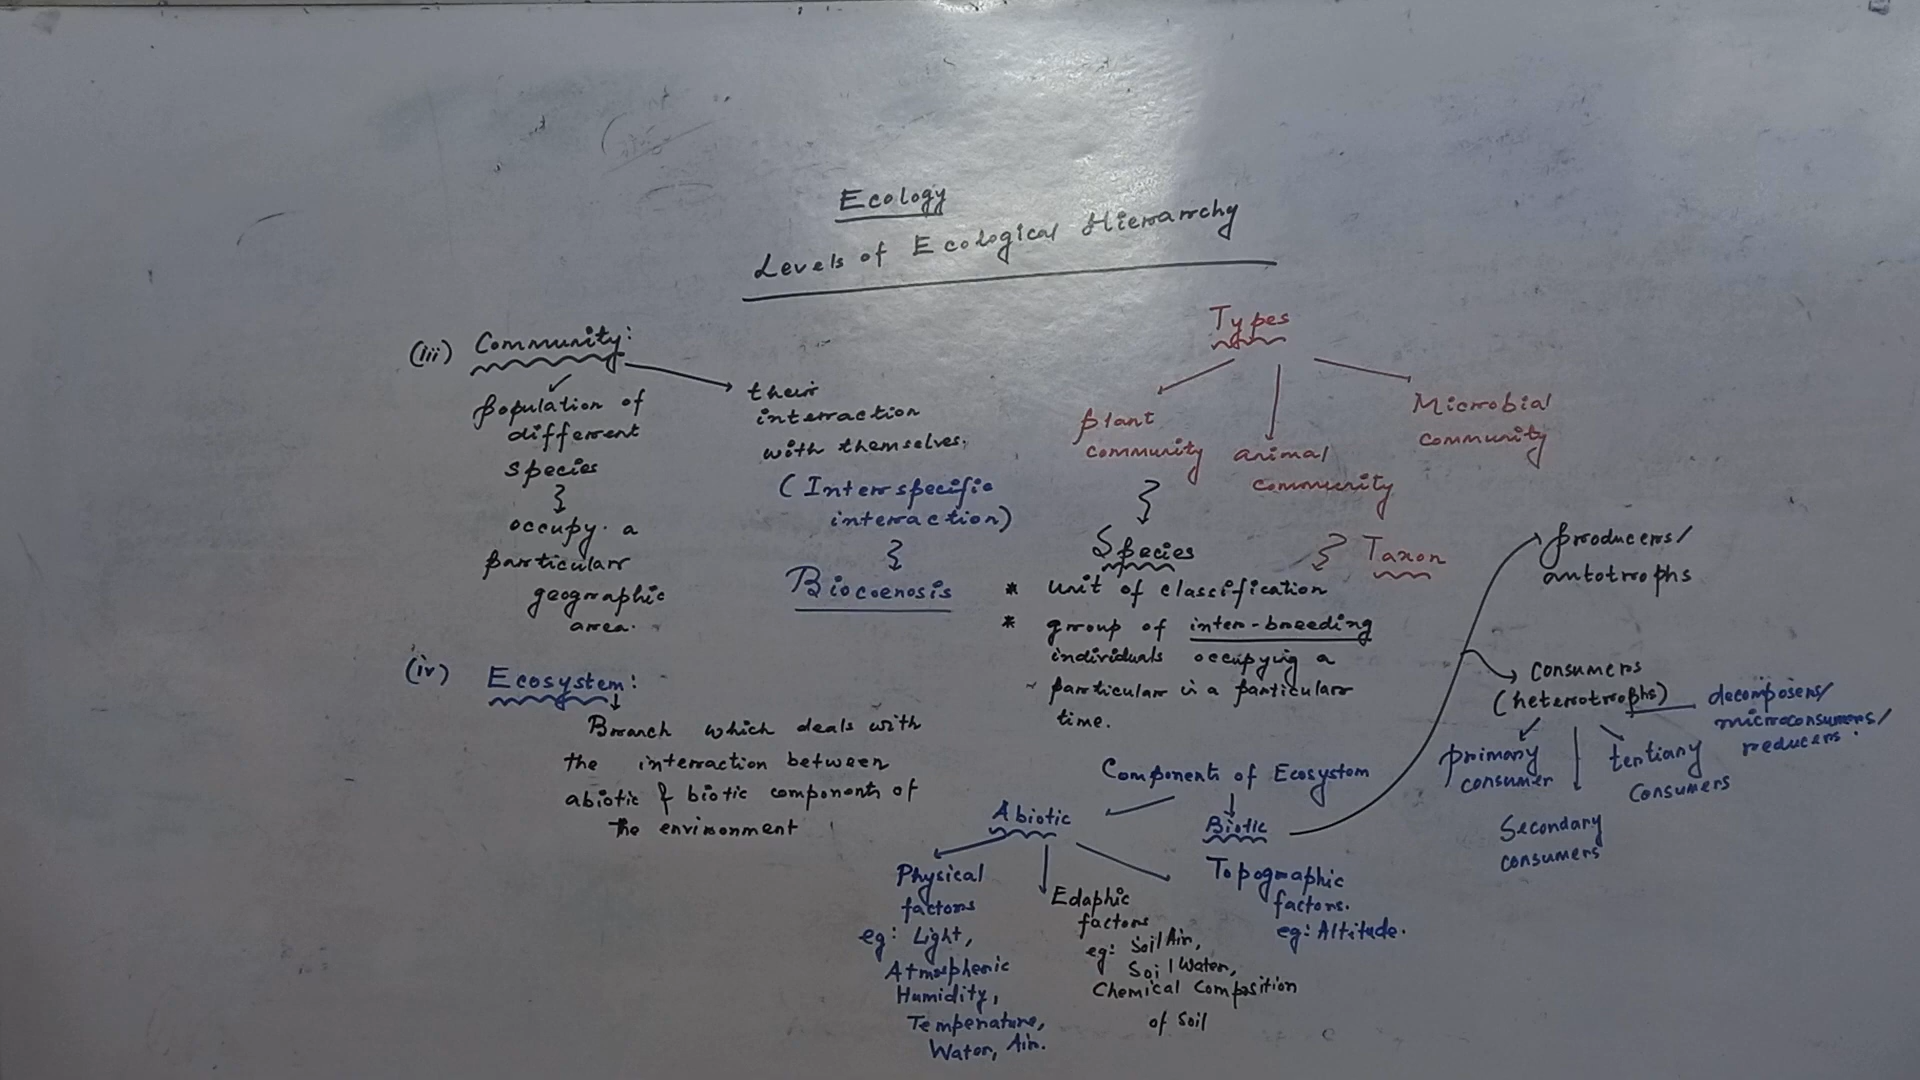 Ecology
Levels of Ecological Hierarchy
(iii) Community:
population of
different
species
occupy a
particular
geographic
area.
their
interaction
with themselves.
(Interspecific
interaction)
Biocoenosis
Types
plant
community
animal
community
Microbial
community
Species
Taxon
* unit of classification
* group of inter-breeding
individuals occupying a
particular in a particular
time.
(iv) Ecosystem:
Branch which deals with
the interaction between
abiotic & biotic components of
the environment
Components of Ecosystem
Abiotic
Biotic
Physical
factors
eg: Light,
Atmospheric
Humidity,
Temperature,
Water, Air.
Edaphic
factors
eg: Soil Air,
Soil Water,
Chemical Composition
of Soil
Topographic
factors.
eg: Altitude.
producers/
autotrophs
consumers
(heterotrophs)
decomposers/
microconsumers/
reducers.
primary
consumer
Secondary
consumers
tertiary
consumers